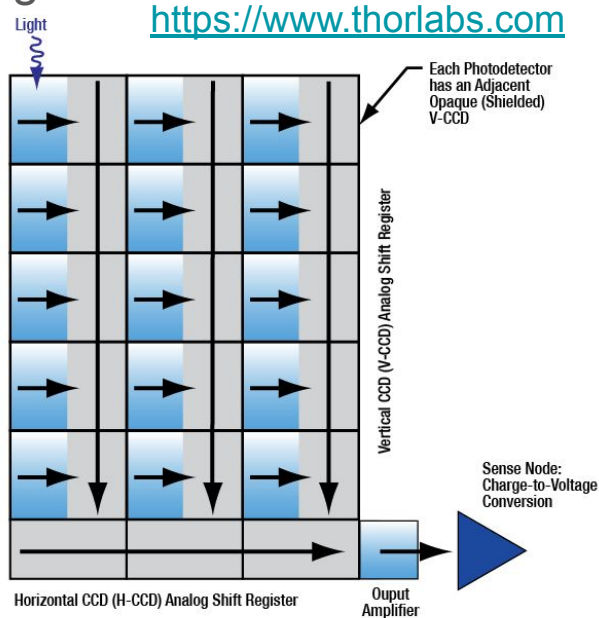 https://www.thorlabs.com
Light
Each Photodetector
has an Adjacent
Opaque (Shielded)
V-CCD
Vertical CCD (V-CCD) Analog Shift Register
Sense Node:
Charge-to-Voltage
Conversion
Horizontal CCD (H-CCD) Analog Shift Register
Ouput
Amplifier